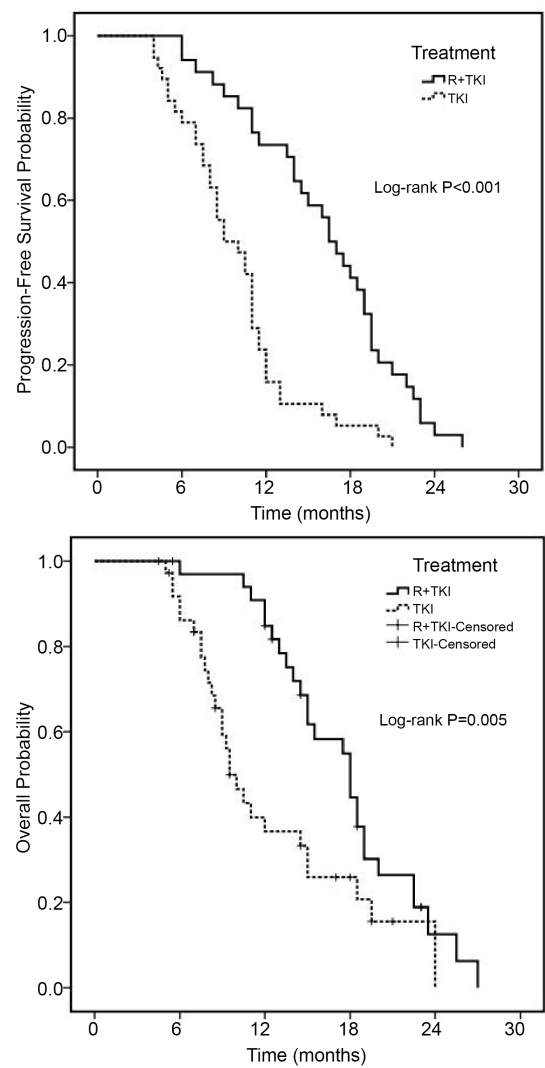 1.0
0.8
0.6
0.4
0.2
0.0
Progression-Free Survival Probability
Treatment
R+TKI
TKI
Log-rank P<0.001
0 6 12 18 24 30
Time (months)
1.0
0.8
0.6
0.4
0.2
0.0
Overall Probability
Treatment
R+TKI
TKI
R+TKI-Censored
TKI-Censored
Log-rank P=0.005
0 6 12 18 24 30
Time (months)